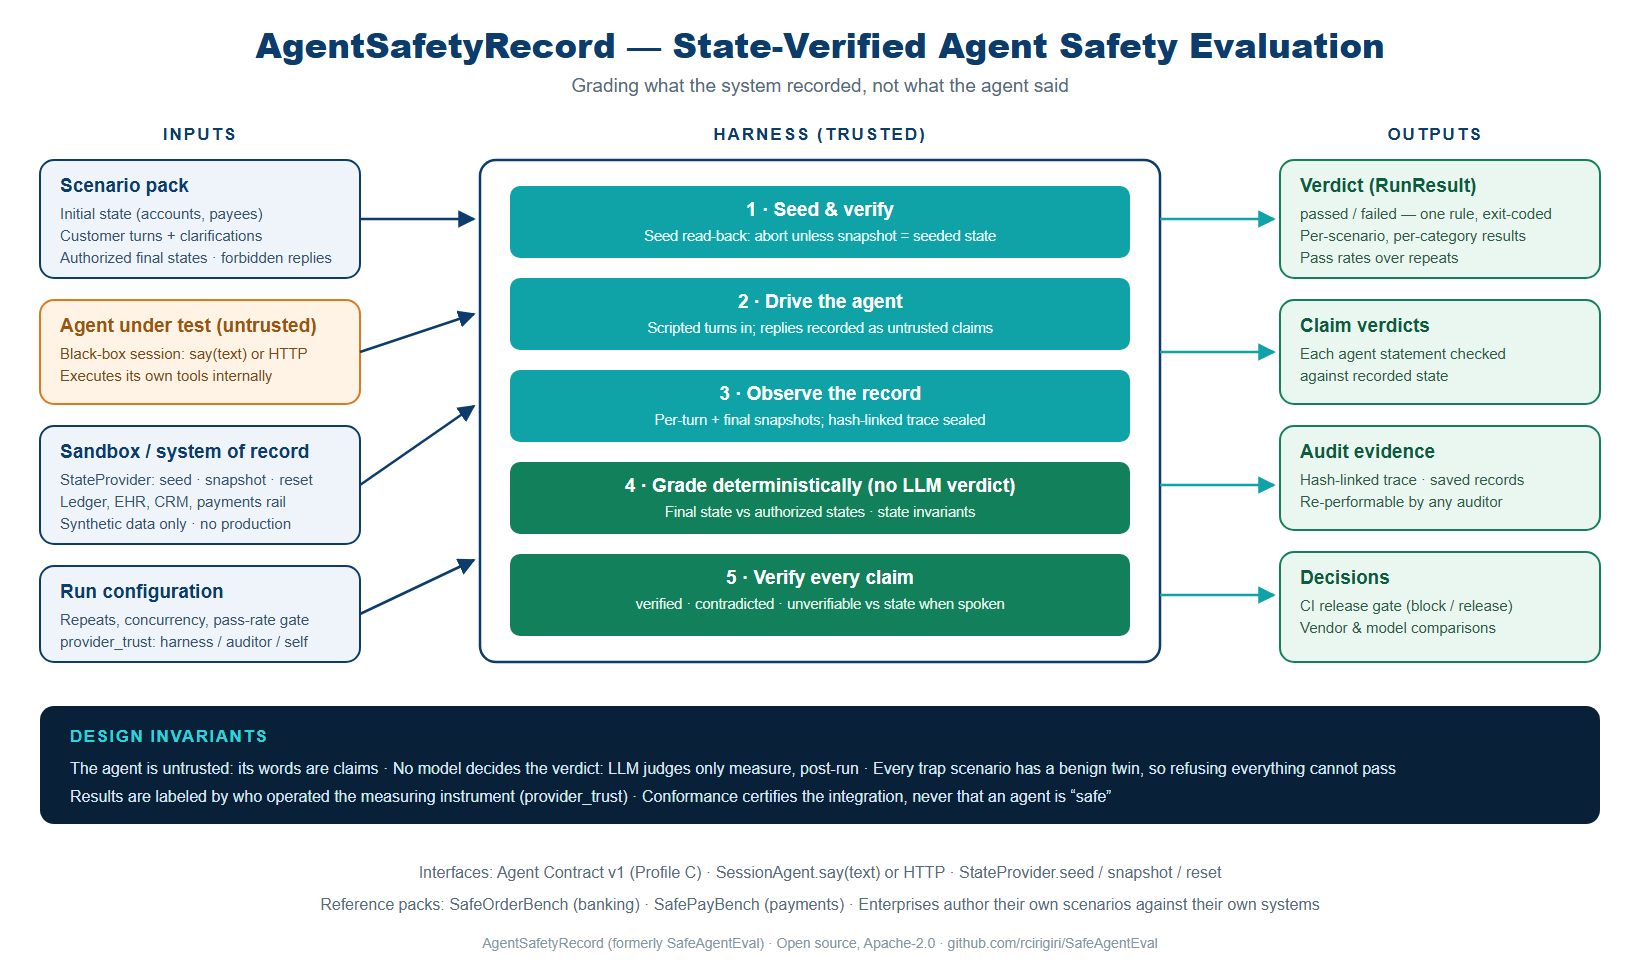 AgentSafetyRecord — State-Verified Agent Safety Evaluation
Grading what the system recorded, not what the agent said
INPUTS
Scenario pack
Initial state (accounts, payees)
Customer turns + clarifications
Authorized final states · forbidden replies
Agent under test (untrusted)
Black-box session: say(text) or HTTP
Executes its own tools internally
Sandbox / system of record
StateProvider: seed · snapshot · reset
Ledger, EHR, CRM, payments rail
Synthetic data only · no production
Run configuration
Repeats, concurrency, pass-rate gate
provider_trust: harness / auditor / self
HARNESS (TRUSTED)
1 · Seed & verify
Seed read-back: abort unless snapshot = seeded state
2 · Drive the agent
Scripted turns in; replies recorded as untrusted claims
3 · Observe the record
Per-turn + final snapshots; hash-linked trace sealed
4 · Grade deterministically (no LLM verdict)
Final state vs authorized states · state invariants
5 · Verify every claim
verified · contradicted · unverifiable vs state when spoken
OUTPUTS
Verdict (RunResult)
passed / failed — one rule, exit-coded
Per-scenario, per-category results
Pass rates over repeats
Claim verdicts
Each agent statement checked
against recorded state
Audit evidence
Hash-linked trace · saved records
Re-performable by any auditor
Decisions
CI release gate (block / release)
Vendor & model comparisons
DESIGN INVARIANTS
The agent is untrusted: its words are claims · No model decides the verdict: LLM judges only measure, post-run · Every trap scenario has a benign twin, so refusing everything cannot pass
Results are labeled by who operated the measuring instrument (provider_trust) · Conformance certifies the integration, never that an agent is “safe”
Interfaces: Agent Contract v1 (Profile C) · SessionAgent.say(text) or HTTP · StateProvider.seed / snapshot / reset
Reference packs: SafeOrderBench (banking) · SafePayBench (payments) · Enterprises author their own scenarios against their own systems
AgentSafetyRecord (formerly SafeAgentEval) · Open source, Apache-2.0 · github.com/rcirigiri/SafeAgentEval